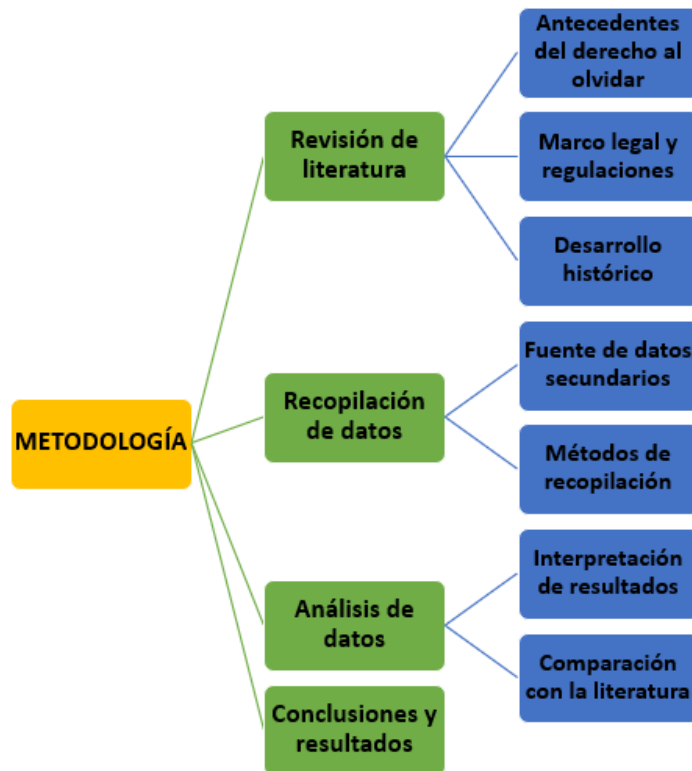 METODOLOGÍA
Revisión de
literatura
Antecedentes
del derecho al
olvidar
Marco legal y
regulaciones
Desarrollo
histórico
Recopilación
de datos
Fuente de datos
secundarios
Métodos de
recopilación
Análisis de
datos
Interpretación
de resultados
Comparación
con la literatura
Conclusiones y
resultados